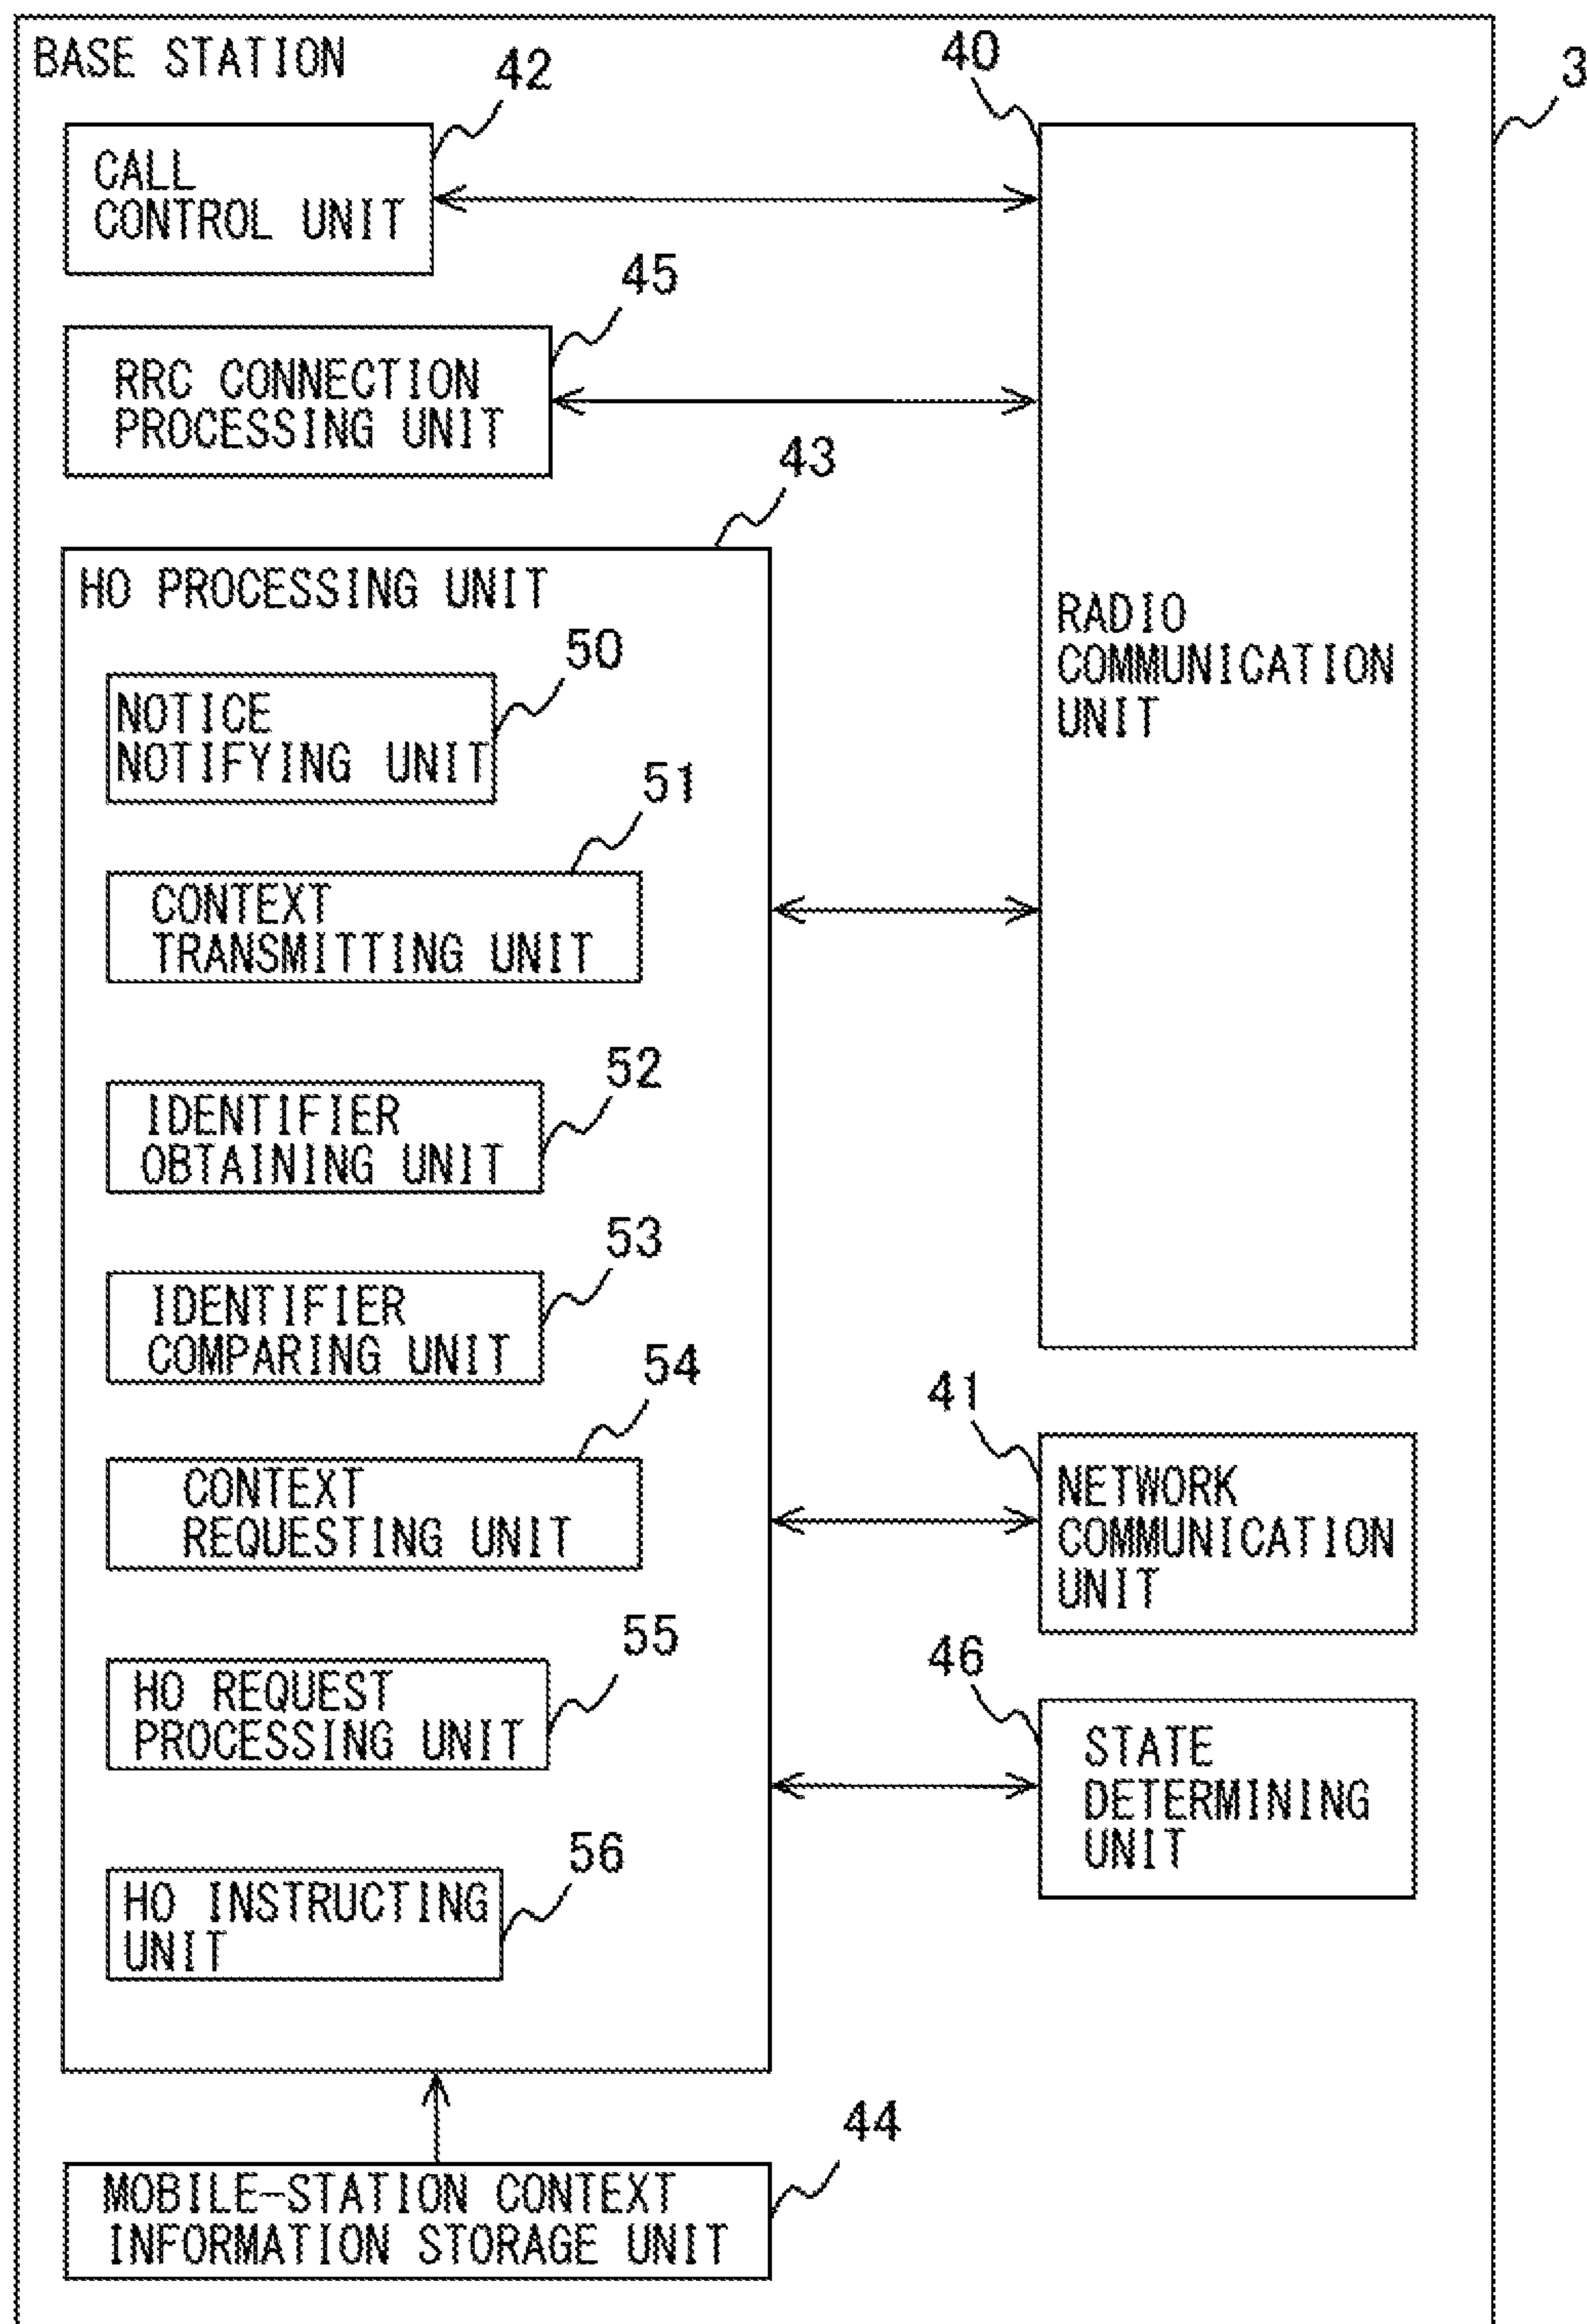 BASE STATION
42
40
3
CALL
CONTROL UNIT
45
RRC CONNECTION
PROCESSING UNIT
43
HO PROCESSING UNIT
50
NOTICE
NOTIFYING UNIT
51
CONTEXT
TRANSMITTING UNIT
52
IDENTIFIER
OBTAINING UNIT
53
IDENTIFIER
COMPARING UNIT
54
CONTEXT
REQUESTING UNIT
55
HO REQUEST
PROCESSING UNIT
56
HO INSTRUCTING
UNIT
RADIO
COMMUNICATION
UNIT
41
NETWORK
COMMUNICATION
UNIT
46
STATE
DETERMINING
UNIT
44
MOBILE-STATION CONTEXT
INFORMATION STORAGE UNIT